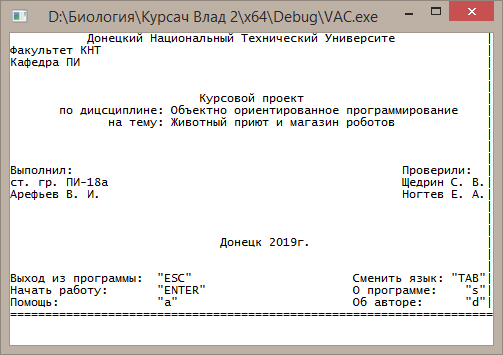 D:\Биология\Курсач Влад 2\x64\Debug\VAC.exe
Донецкий Национальный Технический Университе
Факультет КНТ
Кафедра ПИ
Курсовой проект
по дицсциплине: Объектно ориентированное программирование
на тему: Животный приют и магазин роботов
Выполнил: Проверили:
ст. гр. ПИ-18а Щедрин С. В.
Арефьев В. И. Ногтев Е. А.
Донецк 2019г.
Выход из программы: "ESC" Сменить язык: "TAB"
Начать работу: "ENTER" О программе: "s"
Помощь: "a" Об авторе: "d"